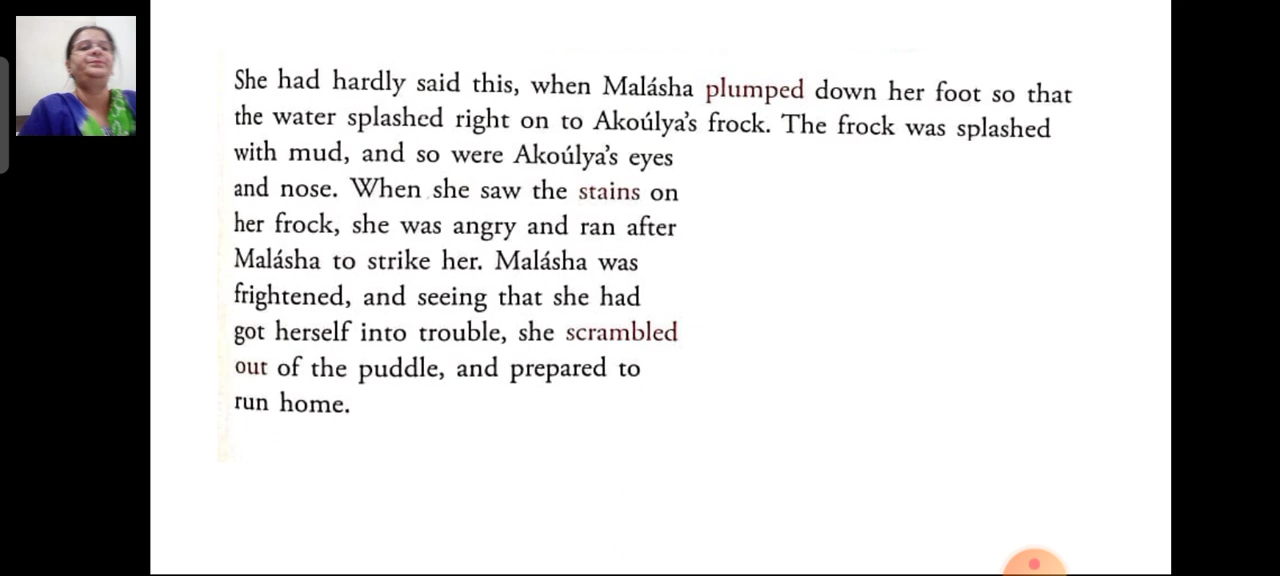 She had hardly said this, when Malásha plumped down her foot so that
the water splashed right on to Akoúlya's frock. The frock was splashed
with mud, and so were Akoúlya's eyes
and nose. When she saw the stains on
her frock, she was angry and ran after
Malásha to strike her. Malásha was
frightened, and seeing that she had
got herself into trouble, she scrambled
out of the puddle, and prepared to
run home.